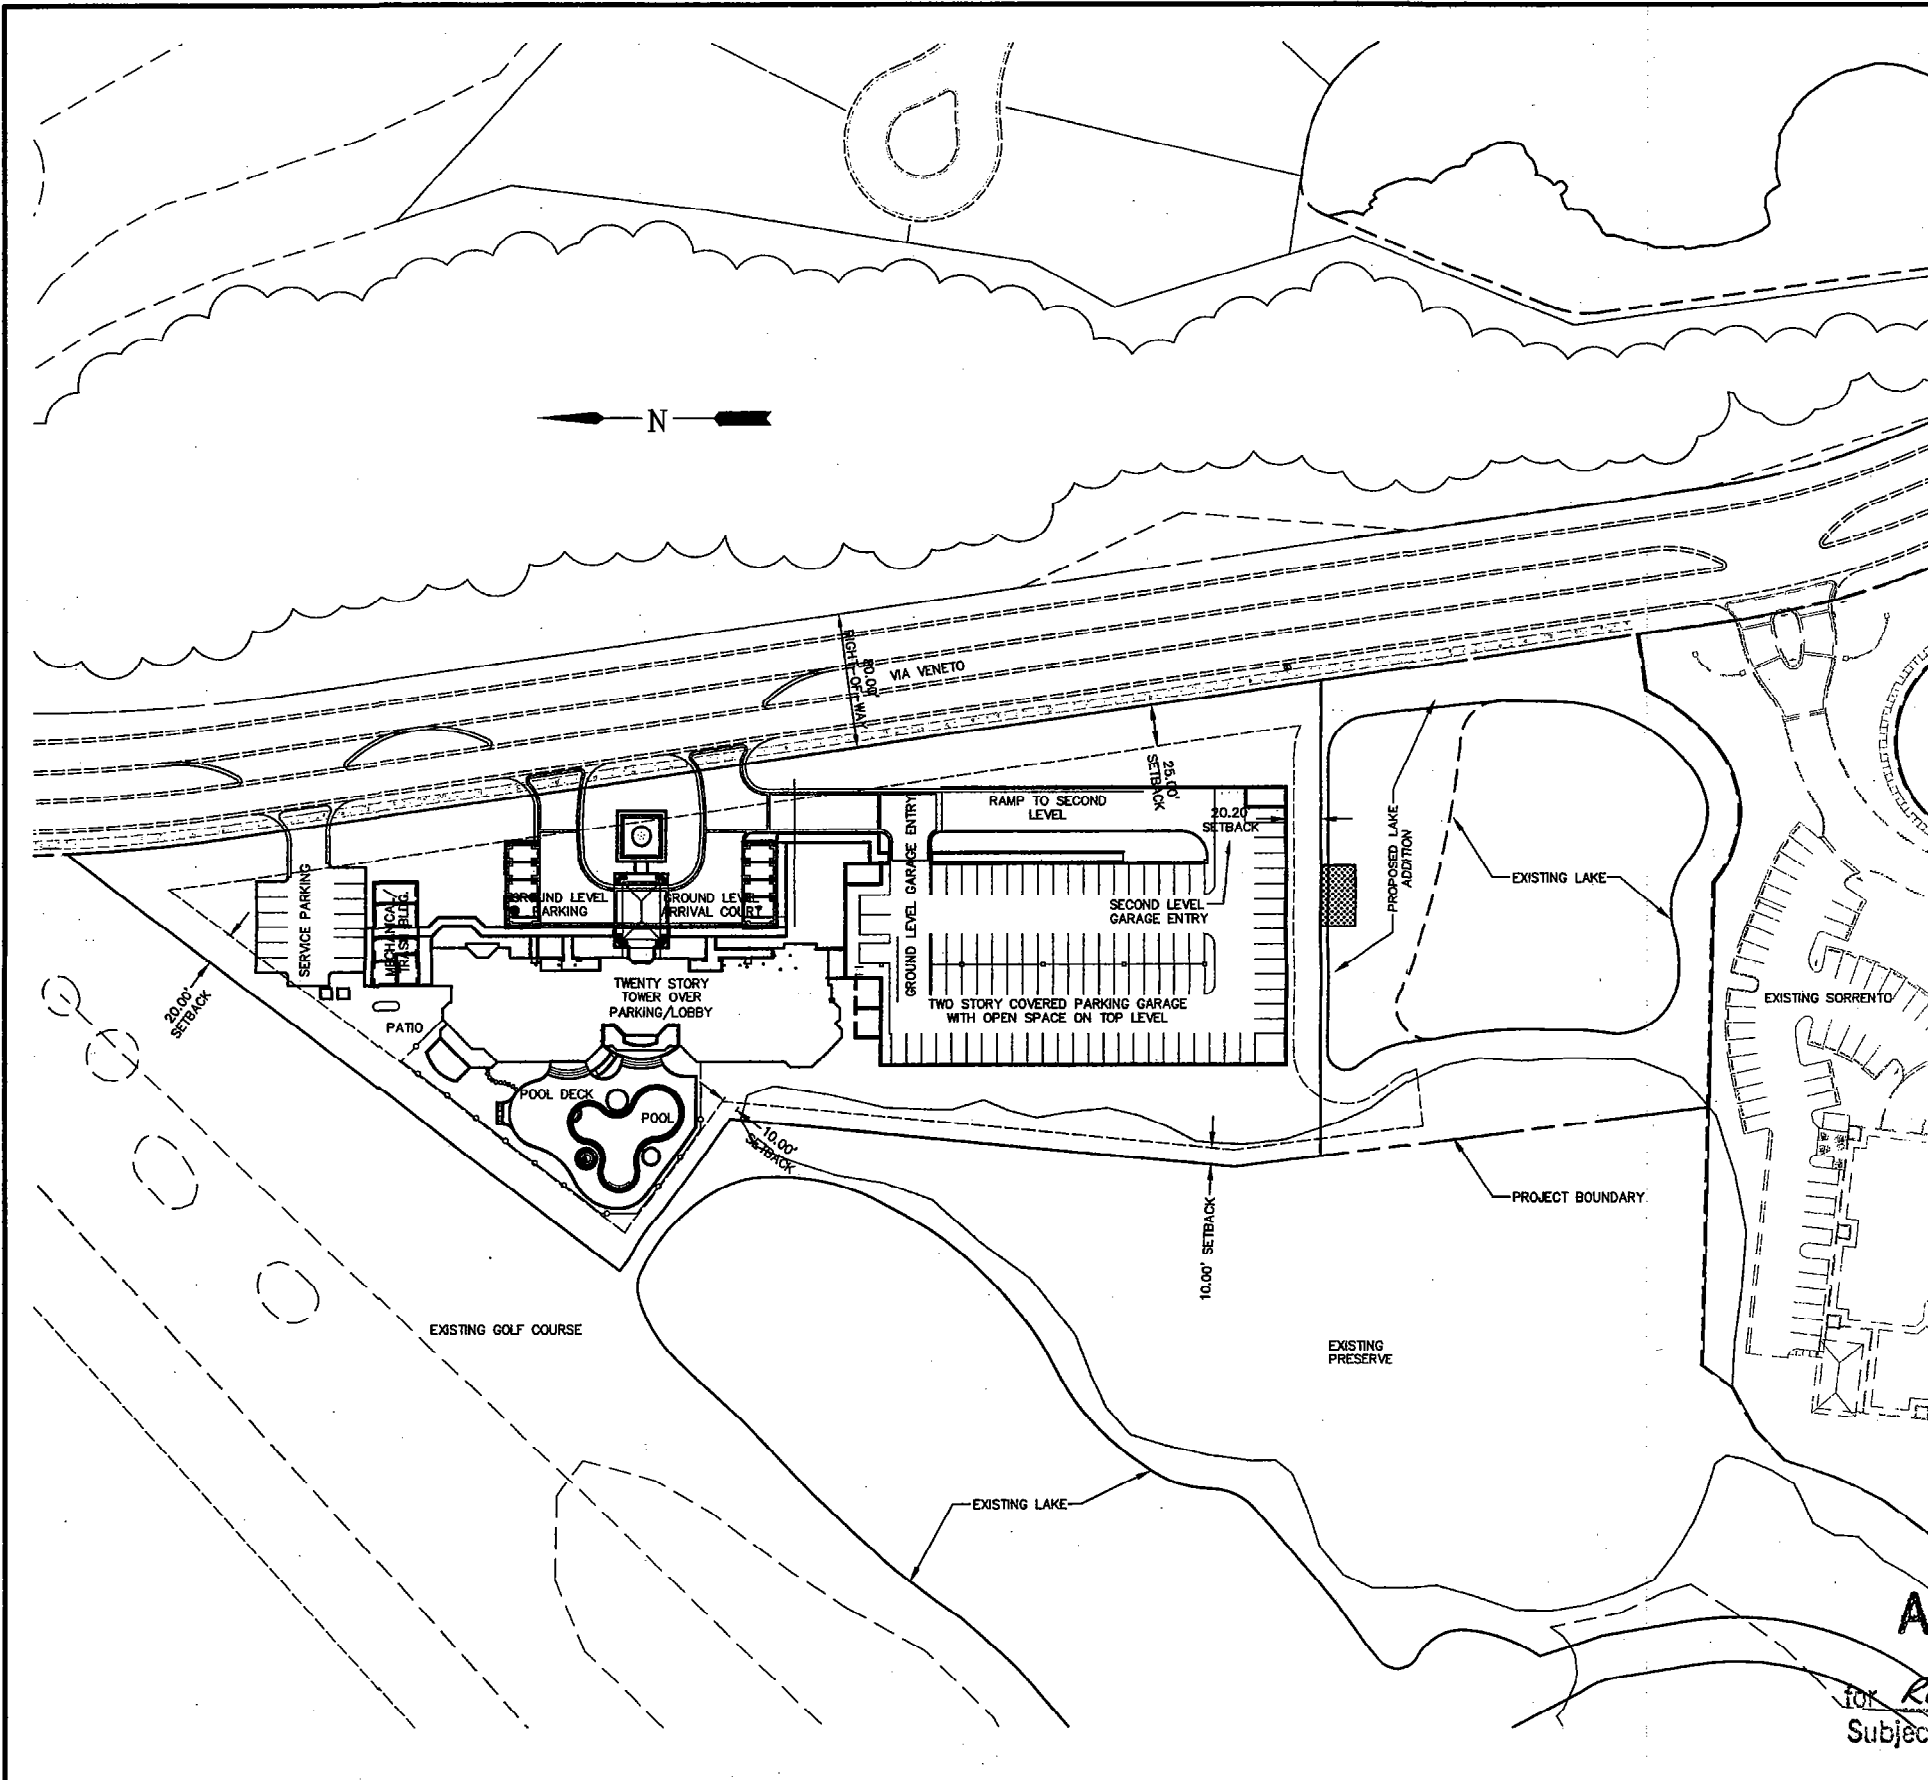 N
80.00'
RIGHT-OF-WAY
VIA VENETO
25.00'
SETBACK
RAMP TO SECOND
LEVEL
20.20'
SETBACK
GROUND LEVEL GARAGE ENTRY
PROPOSED LAKE
ADDITION
EXISTING LAKE
SERVICE PARKING
MECHANICAL/
TRASH BLDG.
GROUND LEVEL
PARKING
GROUND LEVEL
ARRIVAL COURT
SECOND LEVEL
GARAGE ENTRY
TWENTY STORY
TOWER OVER
PARKING/LOBBY
TWO STORY COVERED PARKING GARAGE
WITH OPEN SPACE ON TOP LEVEL
EXISTING SORRENTO
20.00'
SETBACK
PATIO
POOL DECK
POOL
10.00'
SETBACK
10.00' SETBACK
PROJECT BOUNDARY
EXISTING GOLF COURSE
EXISTING
PRESERVE
EXISTING LAKE
A
for
Subjec